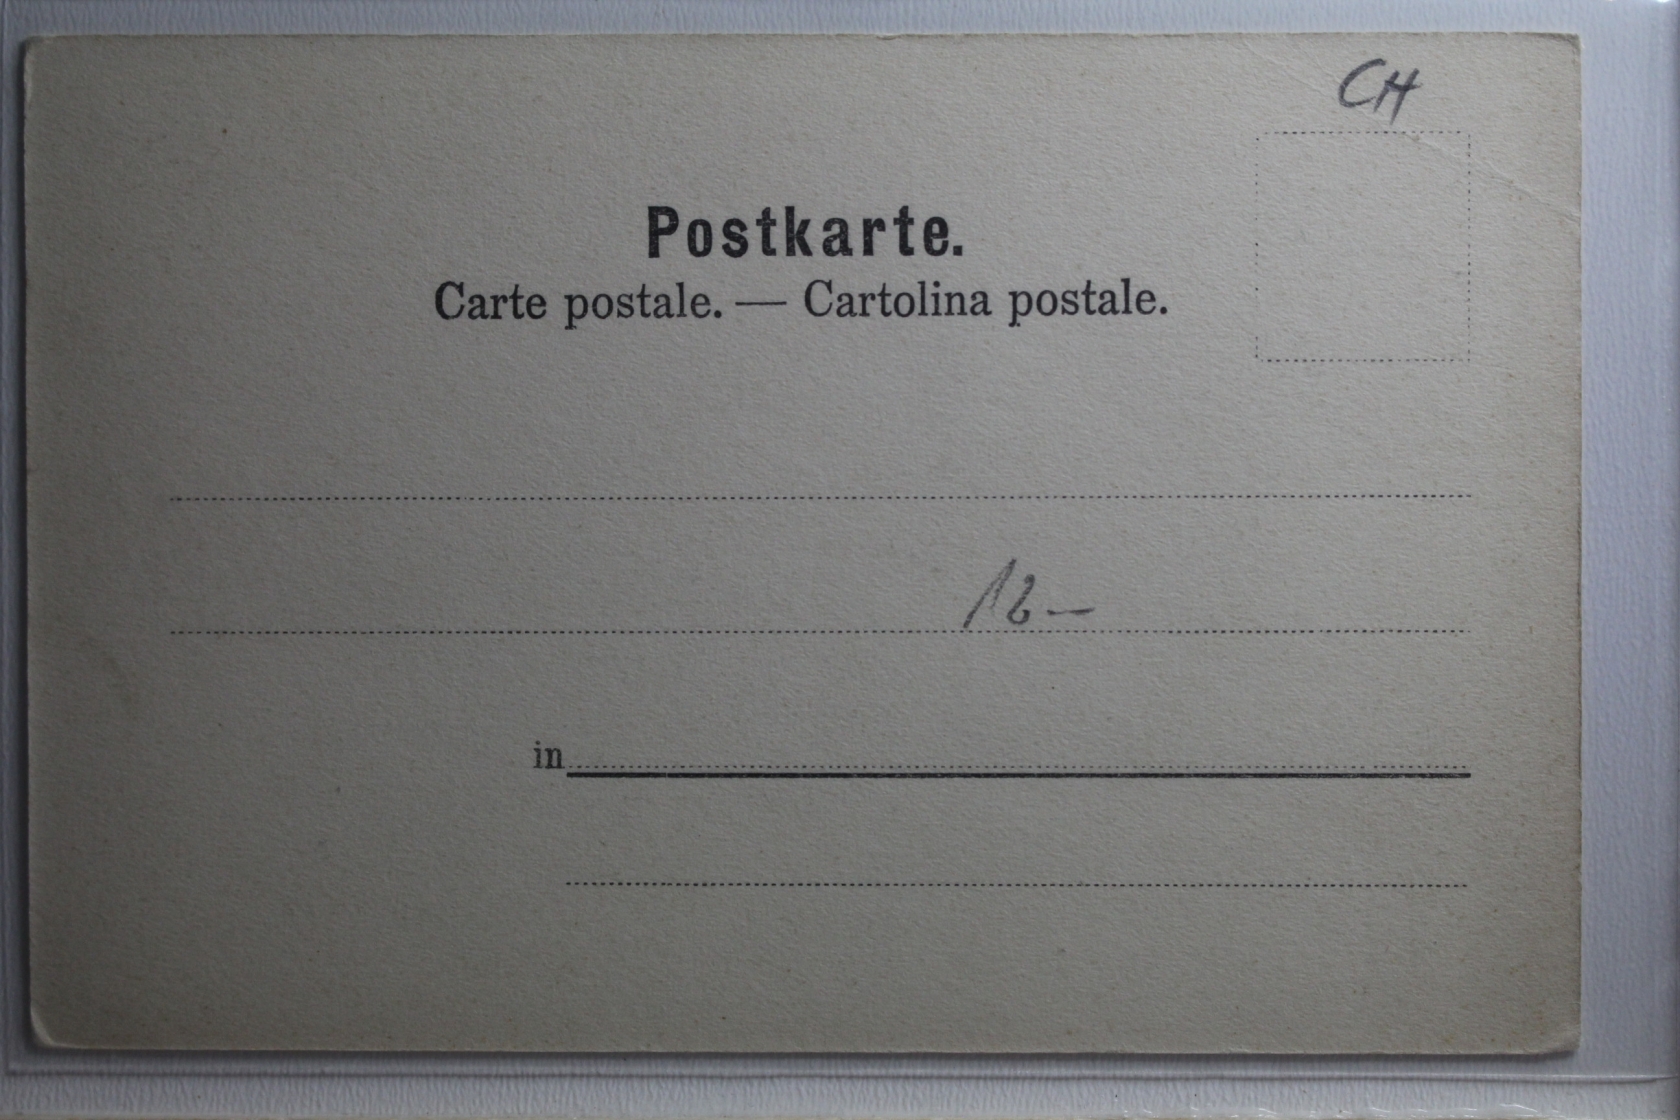 CH
Postkarte.
Carte postale. — Cartolina postale.
12—
in